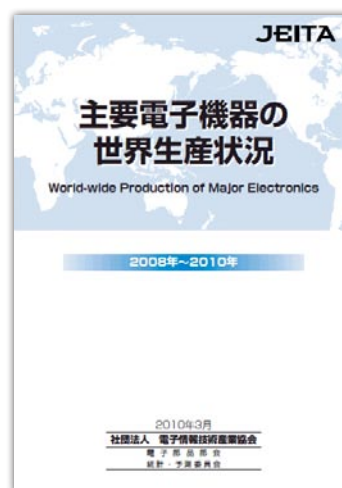 JEITA
主要電子機器の
世界生産状況
World-wide Production of Major Electronics
2008年〜2010年
2010年3月
社団法人 電子情報技術産業協会
電子部品部会
統計・予測委員会